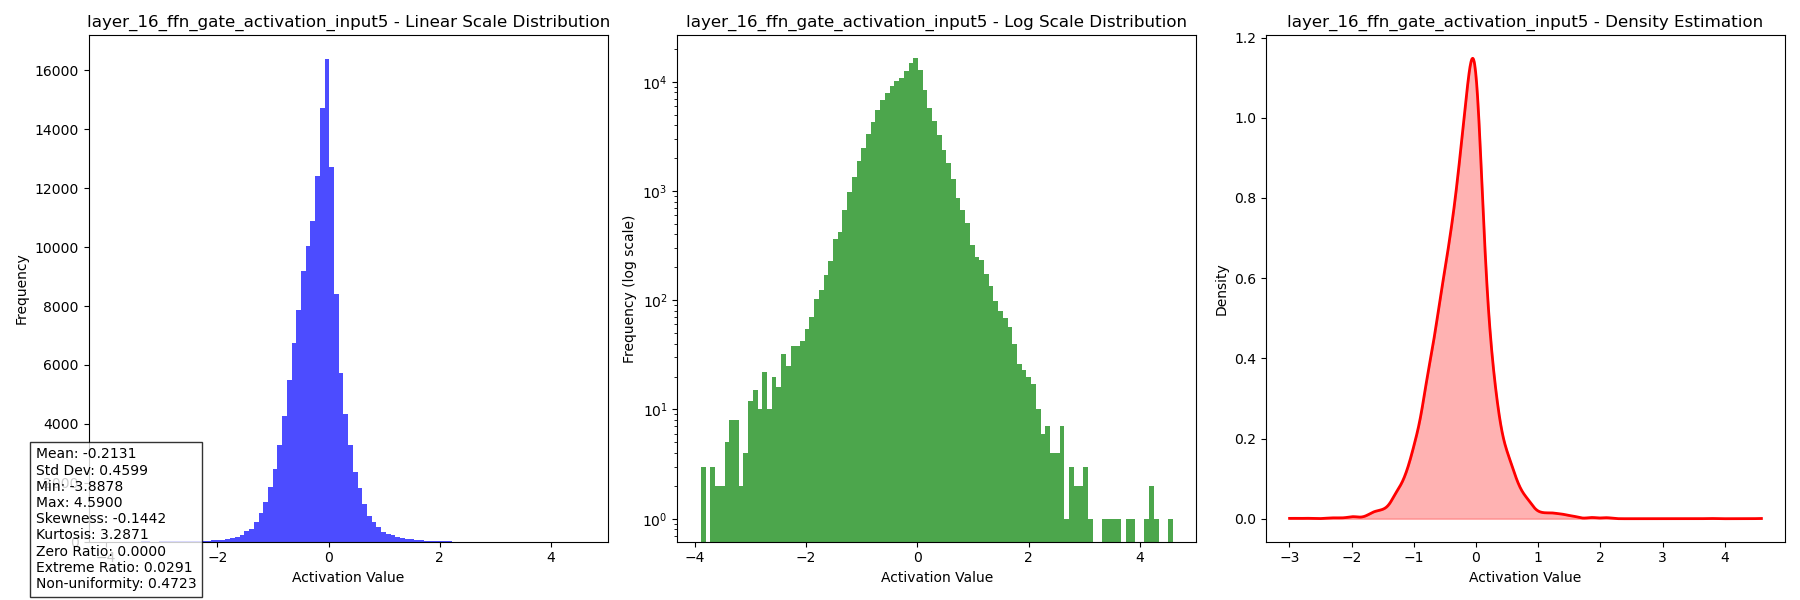 layer_16_ffn_gate_activation_input5 - Linear Scale Distribution
16000
14000
12000
10000
8000
6000
4000
2000
0
Frequency
−4
−2
0
2
4
Activation Value
Mean: -0.2131
Std Dev: 0.4599
Min: -3.8878
Max: 4.5900
Skewness: -0.1442
Kurtosis: 3.2871
Zero Ratio: 0.0000
Extreme Ratio: 0.0291
Non-uniformity: 0.4723
layer_16_ffn_gate_activation_input5 - Log Scale Distribution
10⁴
10³
10²
10¹
10⁰
Frequency (log scale)
−4
−2
0
2
4
Activation Value
layer_16_ffn_gate_activation_input5 - Density Estimation
1.2
1.0
0.8
0.6
0.4
0.2
0.0
Density
−3
−2
−1
0
1
2
3
4
Activation Value